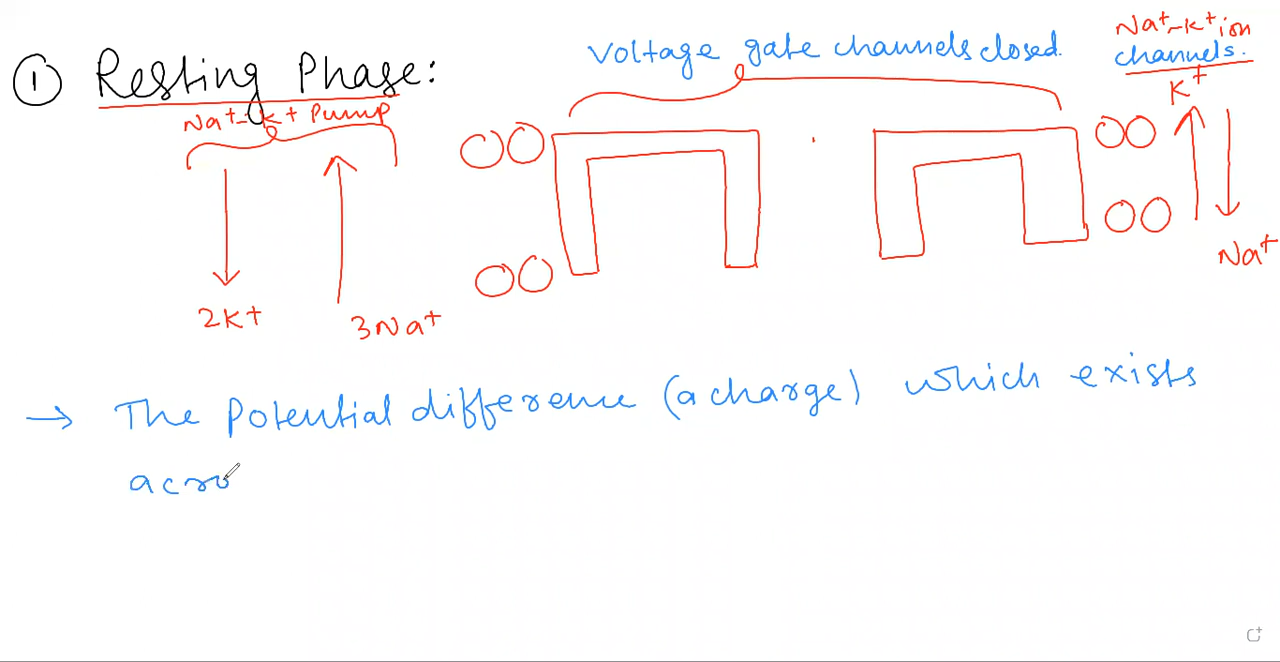 ① Resting Phase:
Na+-K+ Pump
2K+
3Na+
Voltage gate channels closed.
Na+-K+ ion
channels.
K+
Na+
→ The Potential difference (a charge) which exists
acro